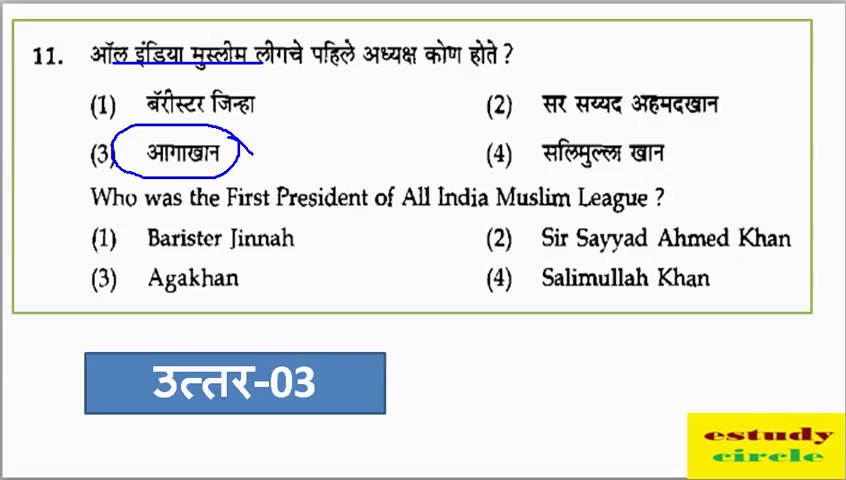 11. ऑल इंडिया मुस्लीम लीगचे पहिले अध्यक्ष कोण होते ?
(1) बॅरीस्टर जिन्हा (2) सर सय्यद अहमदखान
(3) आगाखान (4) सलिमुल्ला खान
Who was the First President of All India Muslim League ?
(1) Barister Jinnah (2) Sir Sayyad Ahmed Khan
(3) Agakhan (4) Salimullah Khan
उत्तर-03
estudy
circle